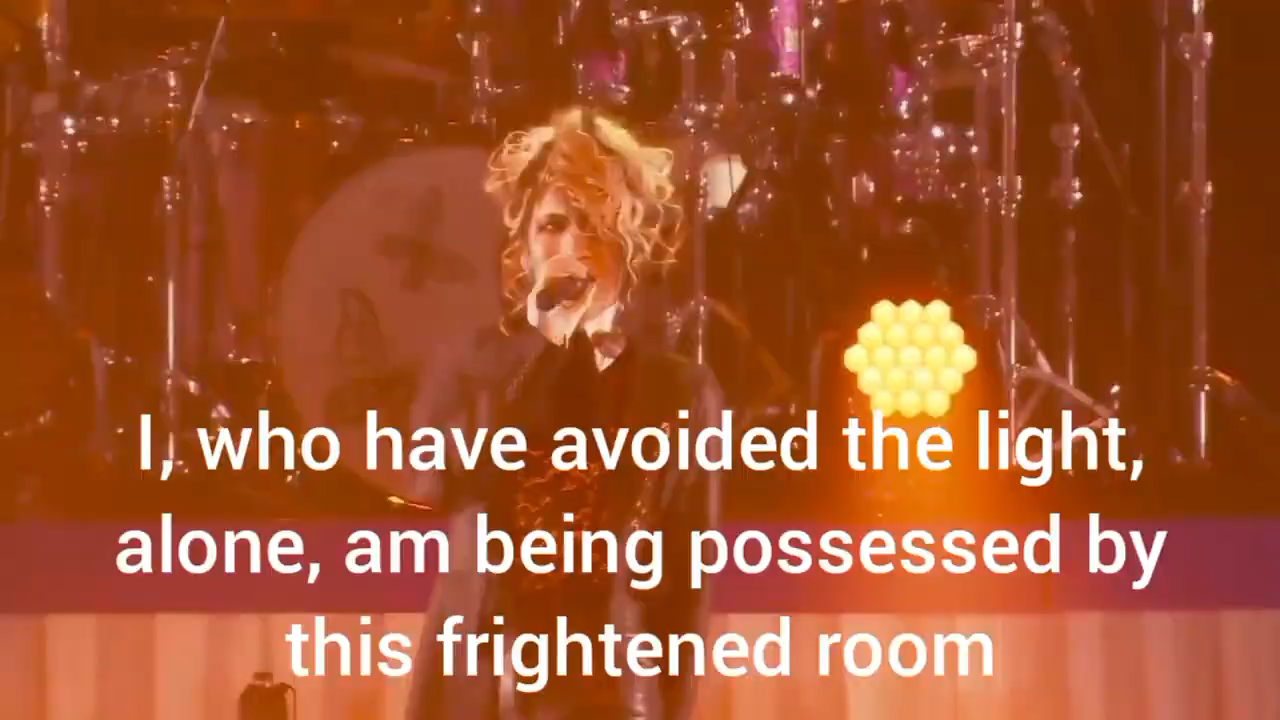 I, who have avoided the light,
alone, am being possessed by
this frightened room